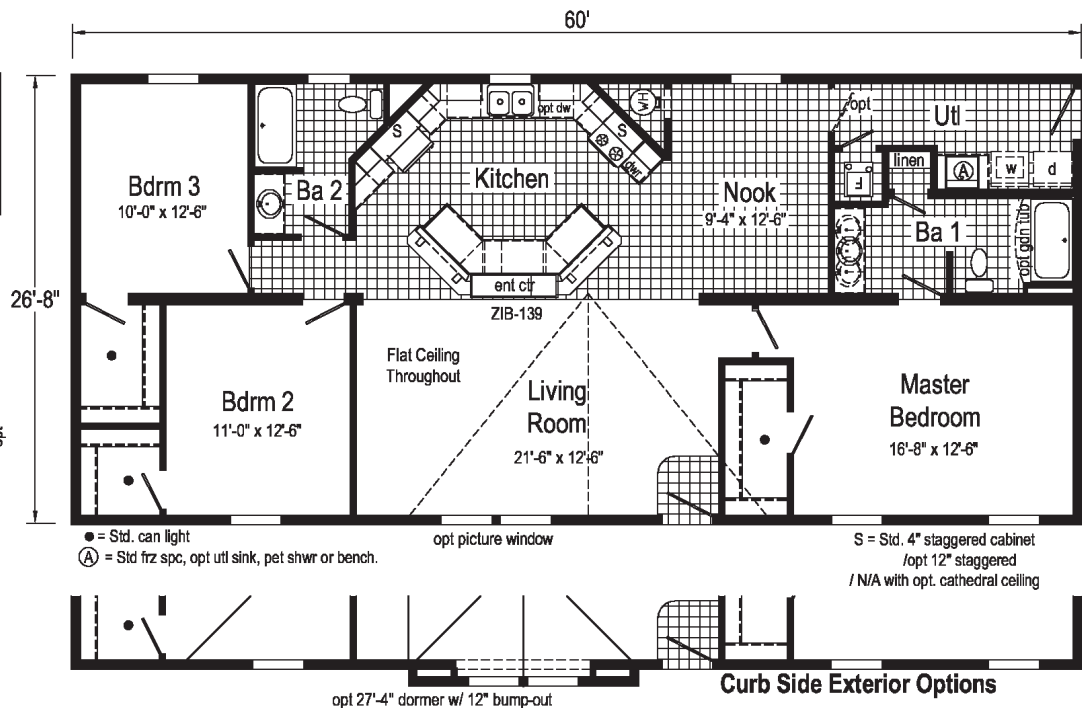 60'
26'-8"
Bdrm 3
10'-0" x 12'-6"
Ba 2
S
opt dw
Kitchen
S
dwr
WH
Nook
9'-4" x 12'-6"
opt
Utl
linen
F
A
w
d
Ba 1
opt gdn tub
ent ctr
ZIB-139
Flat Ceiling
Throughout
Bdrm 2
11'-0" x 12'-6"
Living
Room
21'-6" x 12'-6"
Master
Bedroom
16'-8" x 12'-6"
● = Std. can light
Ⓐ = Std frz spc, opt utl sink, pet shwr or bench.
opt picture window
S = Std. 4" staggered cabinet
/opt 12" staggered
/ N/A with opt. cathedral ceiling
opt 27'-4" dormer w/ 12" bump-out
Curb Side Exterior Options